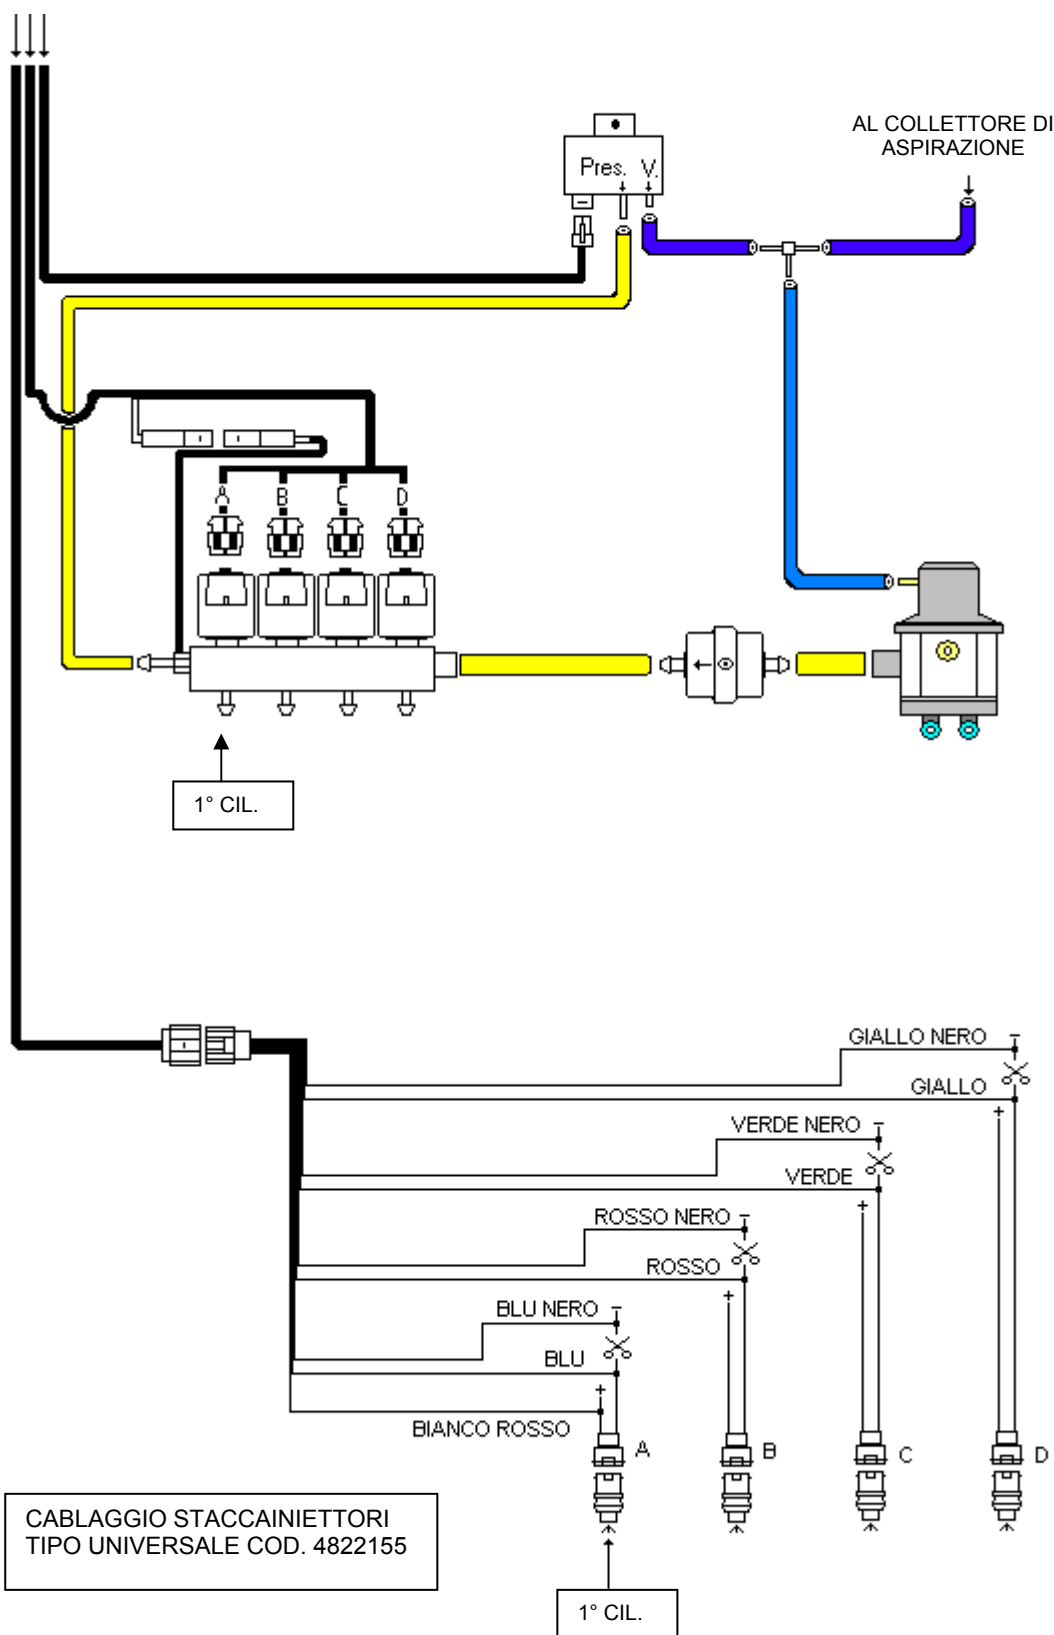 AL COLLETTORE DI
ASPIRAZIONE
Pres. V.
A B C D
1° CIL.
GIALLO NERO
GIALLO
VERDE NERO
VERDE
ROSSO NERO
ROSSO
BLU NERO
BLU
BIANCO ROSSO
A B C D
CABLAGGIO STACCAINIETTORI
TIPO UNIVERSALE COD. 4822155
1° CIL.